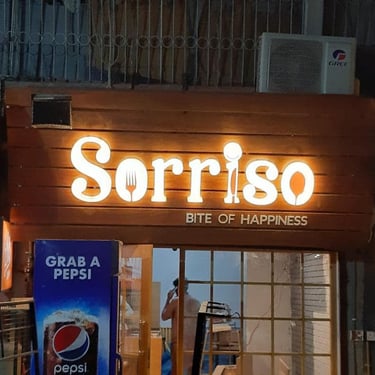 GREE
Sorriso
BITE OF HAPPINESS
GRAB A
PEPSI
pepsi